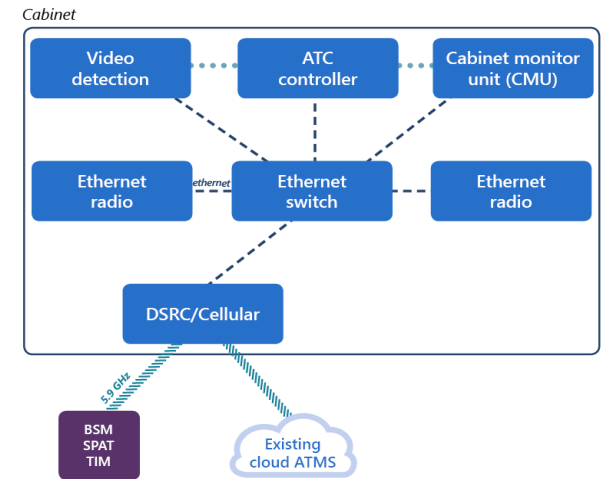 Cabinet
Video
detection
ATC
controller
Cabinet monitor
unit (CMU)
Ethernet
radio
ethernet
Ethernet
switch
Ethernet
radio
DSRC/Cellular
5.9 GHz
BSM
SPAT
TIM
Existing
cloud ATMS